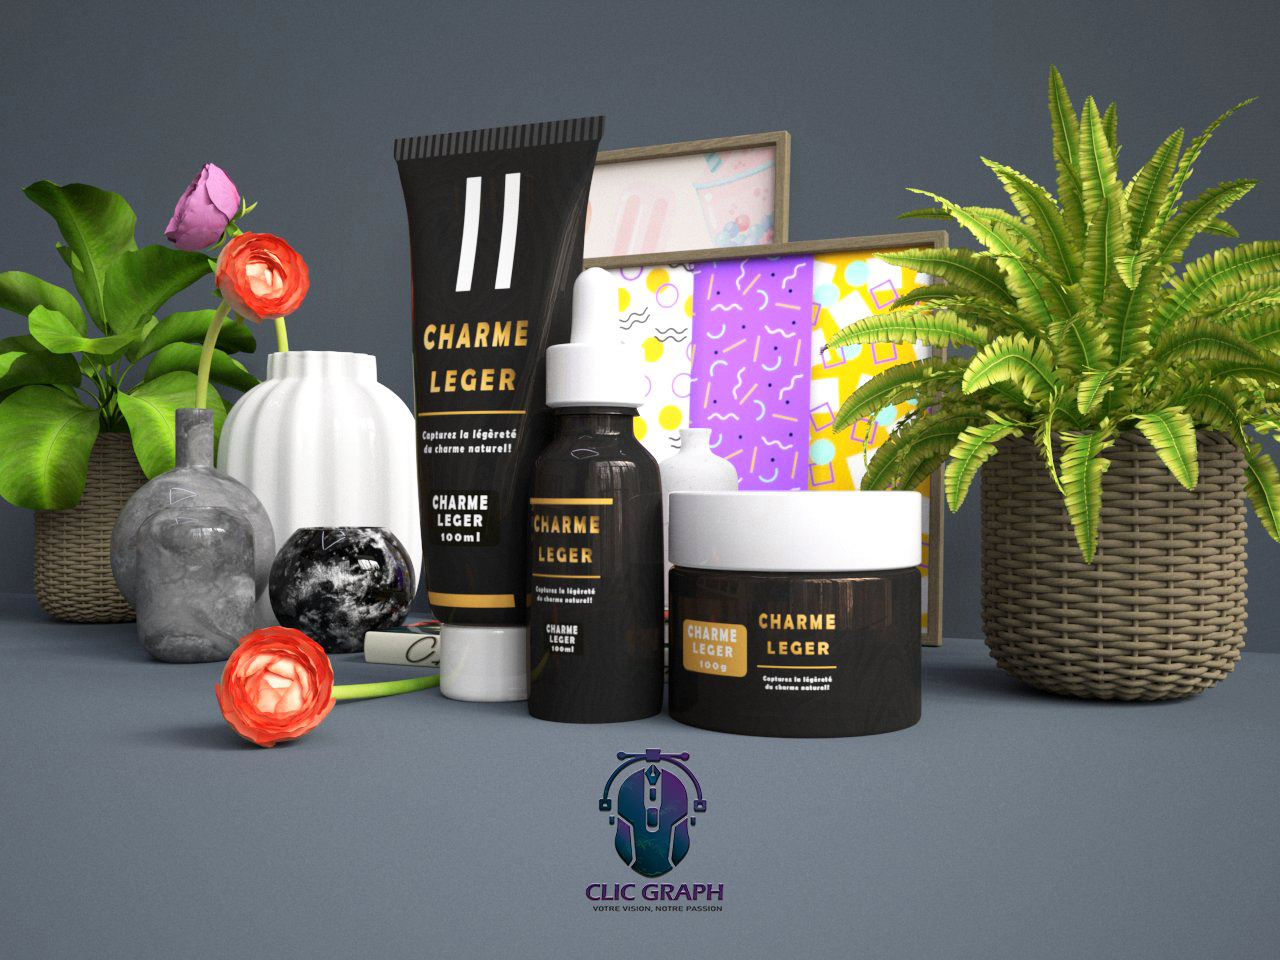 CHARME
LEGER
Capturez la légèreté
du charme naturel!
CHARME
LEGER
100ml
CHARME
LEGER
Capturez la légèreté
du charme naturel!
CHARME
LEGER
100ml
CHARME
LEGER
100g
CHARME
LEGER
Capturez la légéreté
du charme naturel!
CLIC GRAPH
VOTRE VISION, NOTRE PASSION